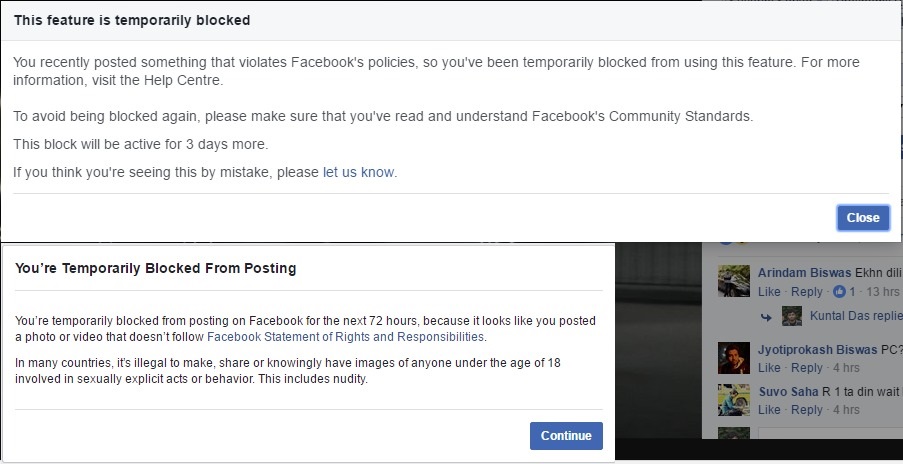 This feature is temporarily blocked
You recently posted something that violates Facebook's policies, so you've been temporarily blocked from using this feature. For more
information, visit the Help Centre.
To avoid being blocked again, please make sure that you've read and understand Facebook's Community Standards.
This block will be active for 3 days more.
If you think you're seeing this by mistake, please let us know.
Close
You're Temporarily Blocked From Posting
You're temporarily blocked from posting on Facebook for the next 72 hours, because it looks like you posted
a photo or video that doesn't follow Facebook Statement of Rights and Responsibilities.
In many countries, it's illegal to make, share or knowingly have images of anyone under the age of 18
involved in sexually explicit acts or behavior. This includes nudity.
Continue
Arindam Biswas Ekhn dili
Like · Reply · 1 · 13 hrs
Kuntal Das replie
Jyotiprokash Biswas PC?
Like · Reply · 4 hrs
Suvo Saha R 1 ta din wait
Like · Reply · 4 hrs